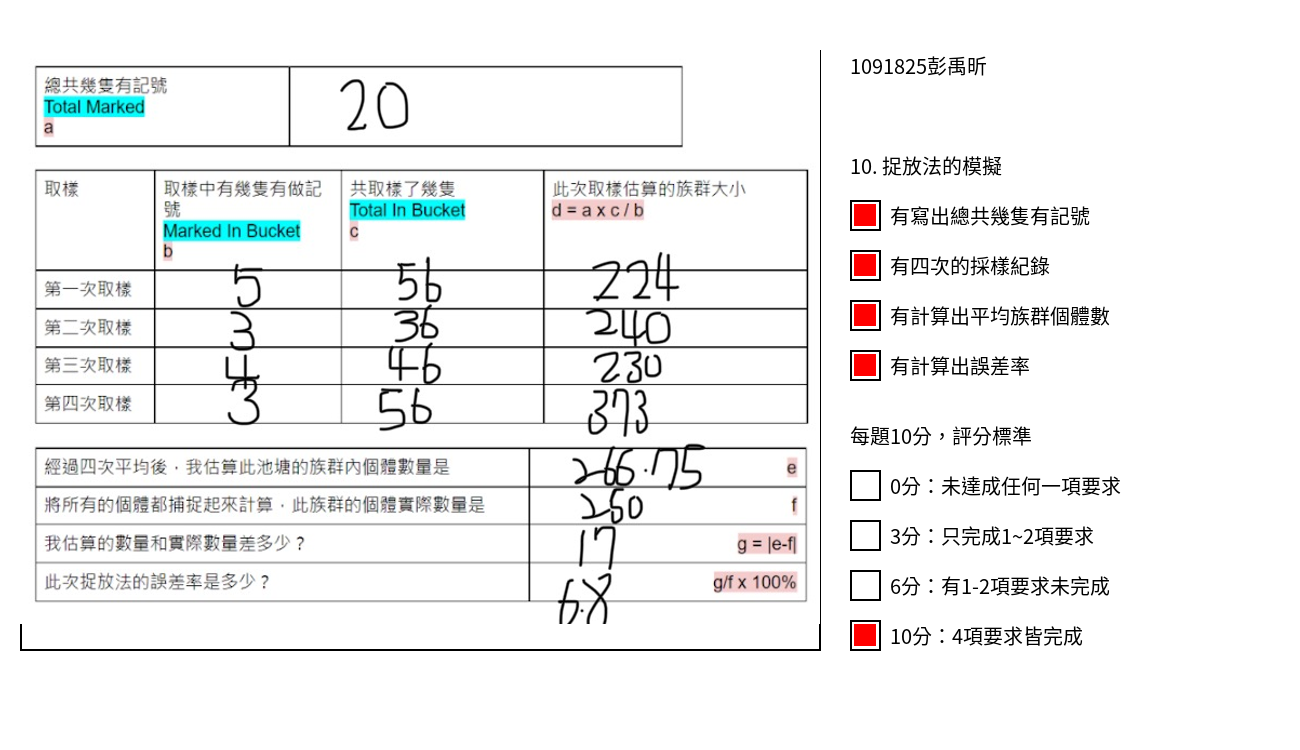 總共幾隻有記號
Total Marked
a
20
取樣
取樣中有幾隻有做記
號
Marked In Bucket
b
共取樣了幾隻
Total In Bucket
c
此次取樣估算的族群大小
d = a x c / b
第一次取樣 5 56 224
第二次取樣 3 36 240
第三次取樣 4 46 230
第四次取樣 3 56 373
經過四次平均後，我估算此池塘的族群內個體數量是 266.75 e
將所有的個體都捕捉起來計算，此族群的個體實際數量是 250 f
我估算的數量和實際數量差多少？ 17 g = |e-f|
此次捉放法的誤差率是多少？ 6.8 g/f x 100%
1091825彭禹昕
10. 捉放法的模擬
有寫出總共幾隻有記號
有四次的採樣紀錄
有計算出平均族群個體數
有計算出誤差率
每題10分，評分標準
0分：未達成任何一項要求
3分：只完成1~2項要求
6分：有1-2項要求未完成
10分：4項要求皆完成